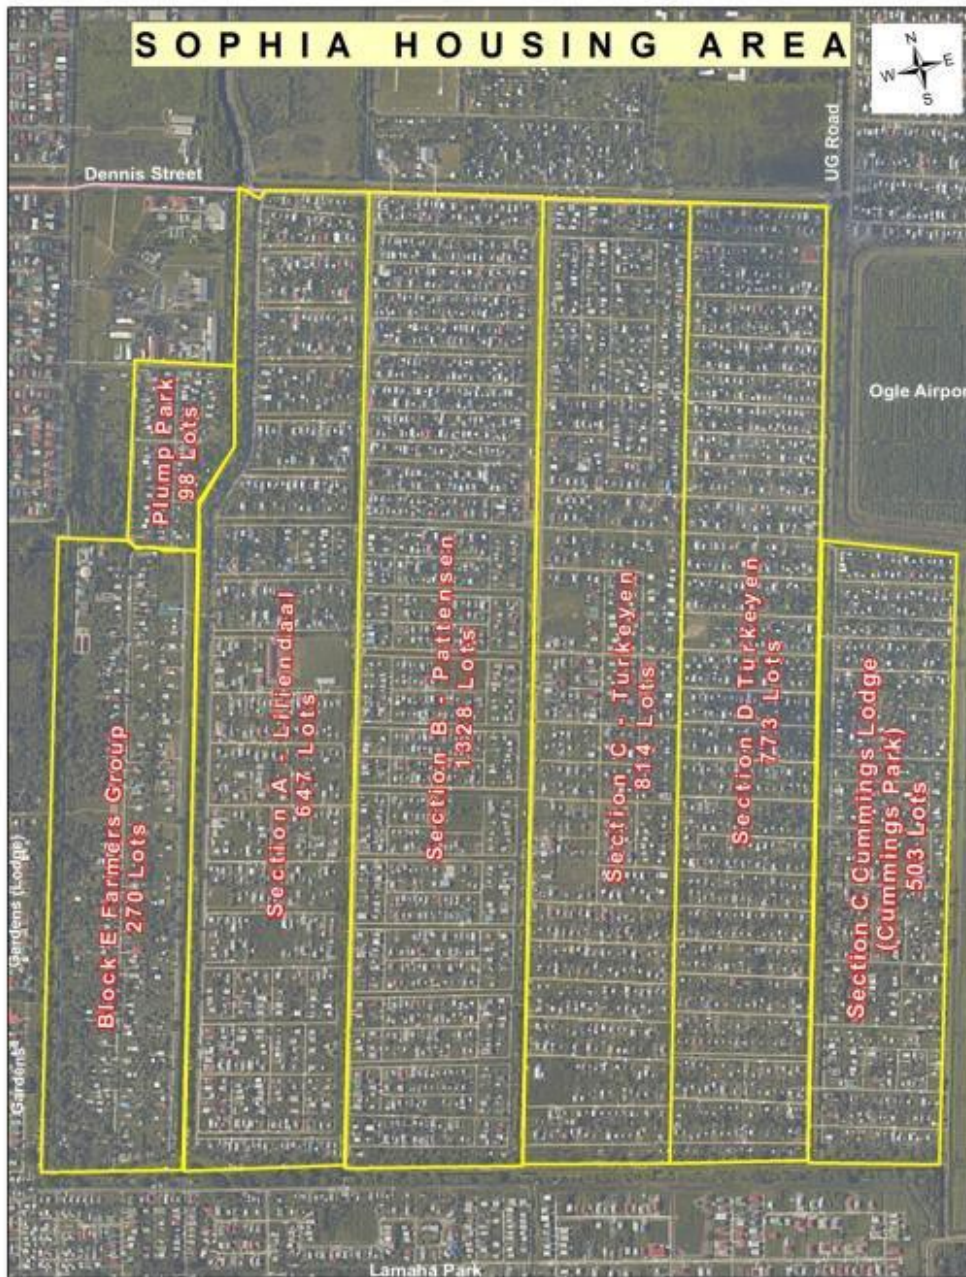 SOPHIA HOUSING AREA
N
W E
S
UG Road
Dennis Street
Ogle Airpor
Plump Park
98 Lots
Block E Farmers Group
270 Lots
Section A - Liliendaal
647 Lots
Section B - Pattensen
1328 Lots
Section C - Turkeyen
814 Lots
Section D - Turkeyen
773 Lots
Section C Cummings Lodge
(Cummings Park)
503 Lots
Gardens (Lodge)
Gardens
Lamaha Park